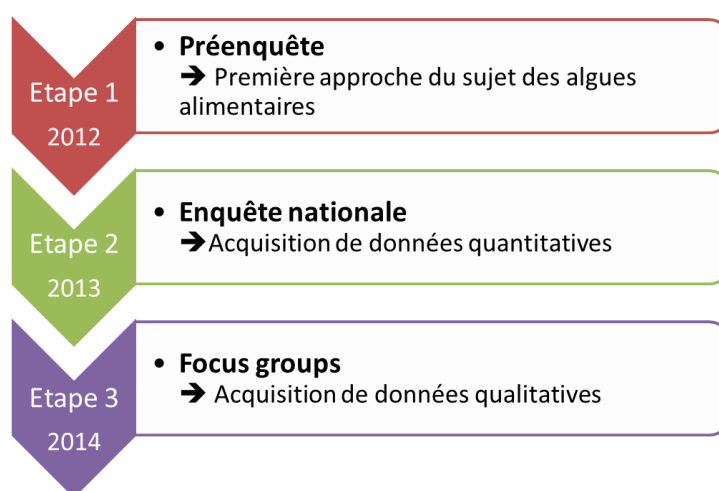 Etape 1
2012
• Préenquête
➔ Première approche du sujet des algues
alimentaires
Etape 2
2013
• Enquête nationale
➔Acquisition de données quantitatives
Etape 3
2014
• Focus groups
➔ Acquisition de données qualitatives